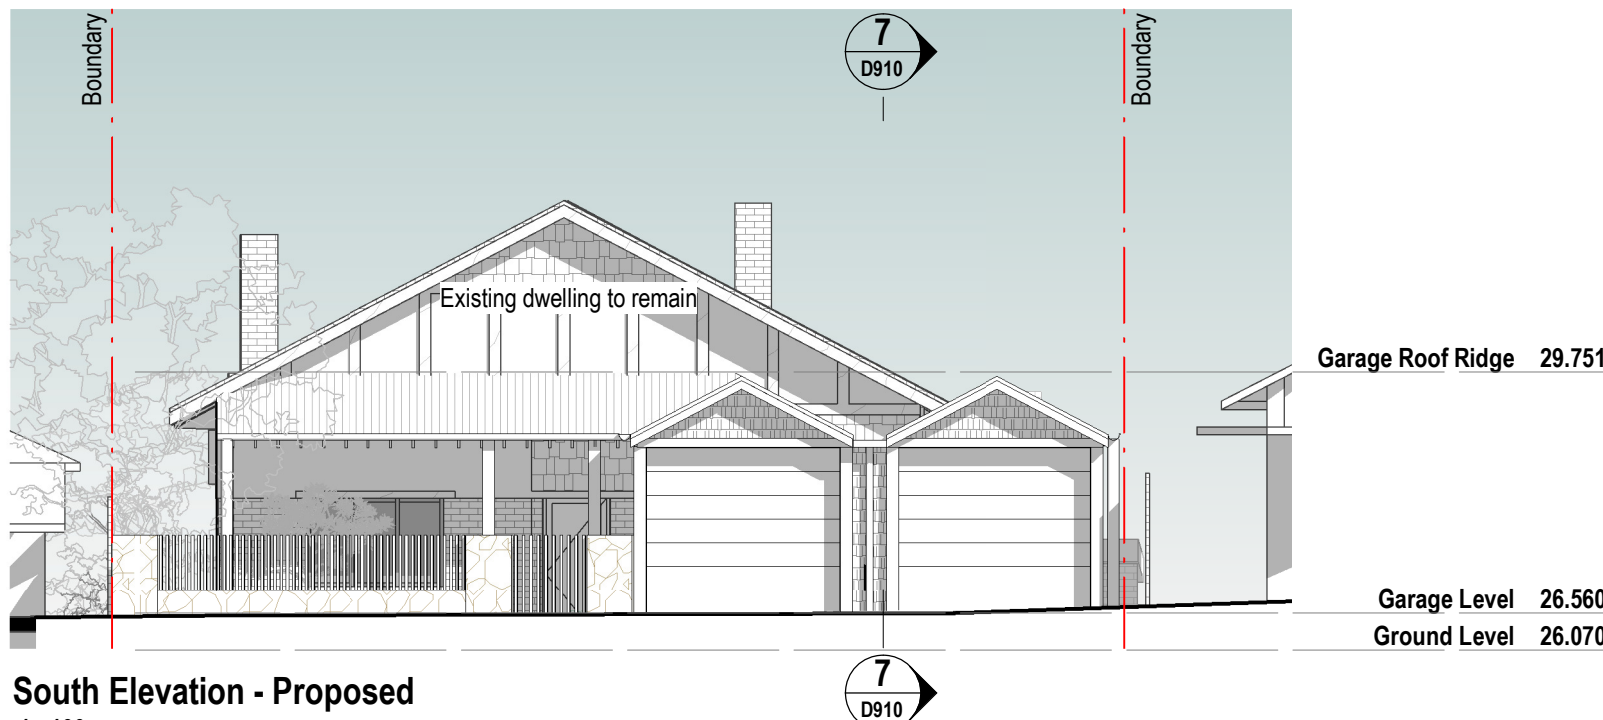 Boundary
7
D910
Boundary
Existing dwelling to remain
Garage Roof Ridge 29.751
Garage Level 26.560
Ground Level 26.070
South Elevation - Proposed
7
D910